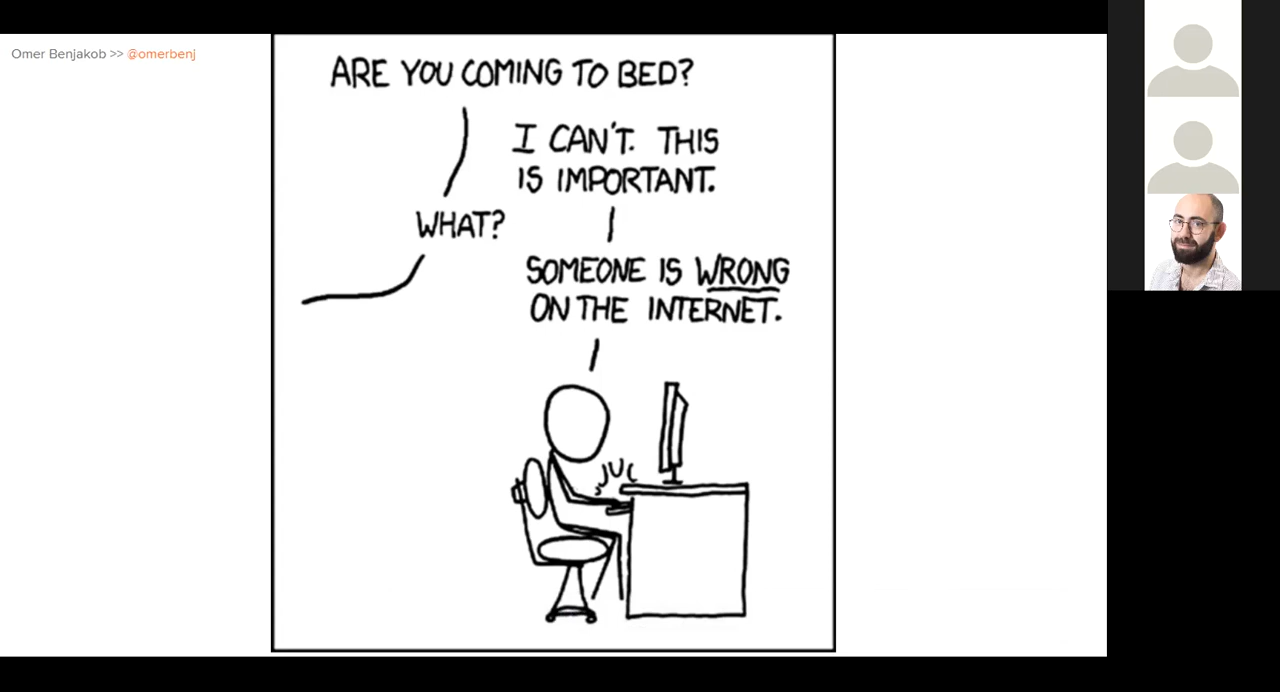 Omer Benjakob >> @omerbenj
ARE YOU COMING TO BED?
I CAN'T. THIS
IS IMPORTANT.
WHAT?
SOMEONE IS WRONG
ON THE INTERNET.